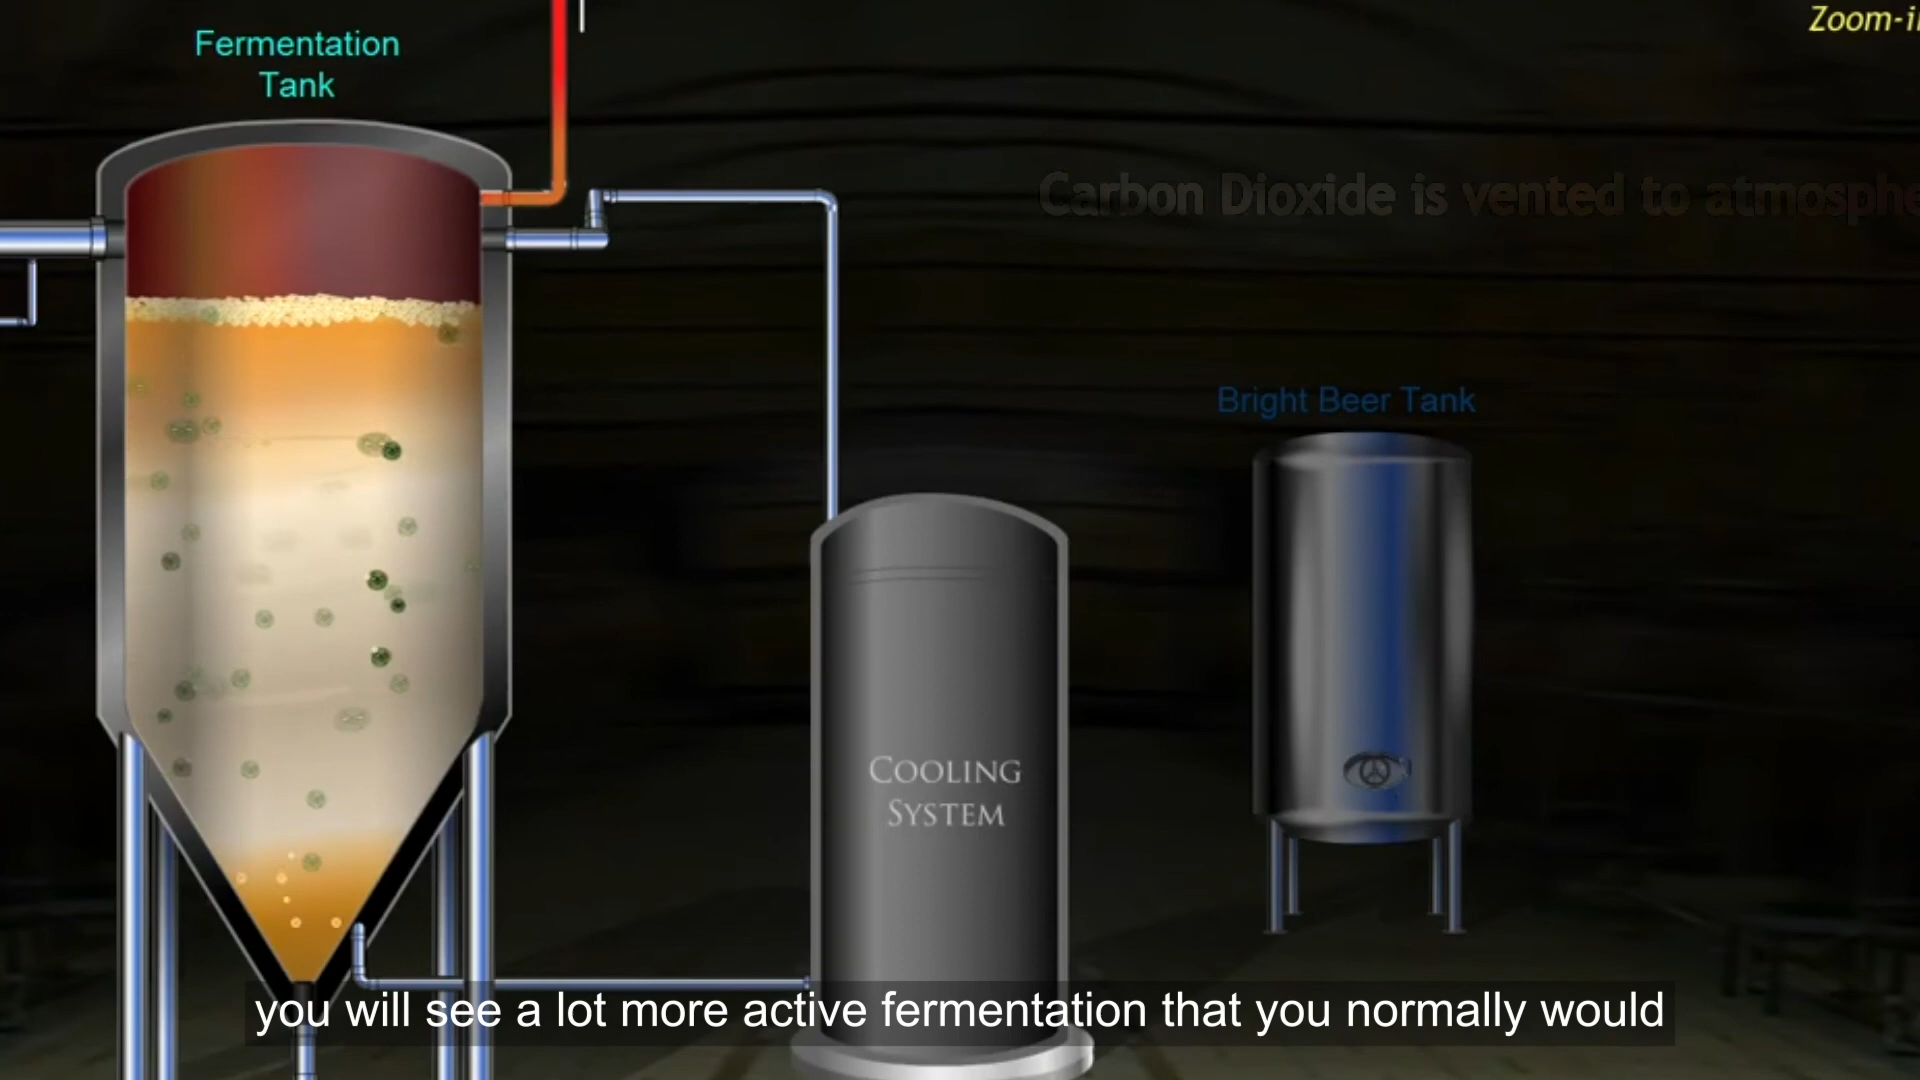 Zoom-i
Fermentation
Tank
Carbon Dioxide is vented to atmosphe
Bright Beer Tank
COOLING
SYSTEM
you will see a lot more active fermentation that you normally would